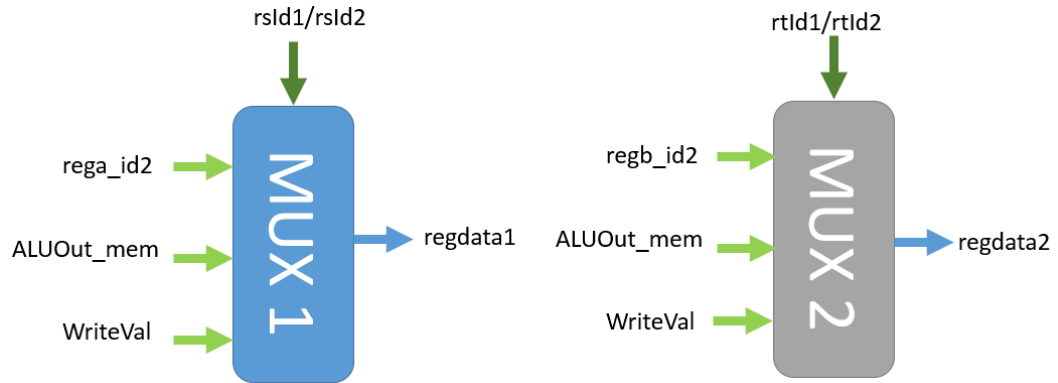 rsId1/rsId2
rega_id2
ALUOut_mem
WriteVal
MUX 1
regdata1
rtId1/rtId2
regb_id2
ALUOut_mem
WriteVal
MUX 2
regdata2